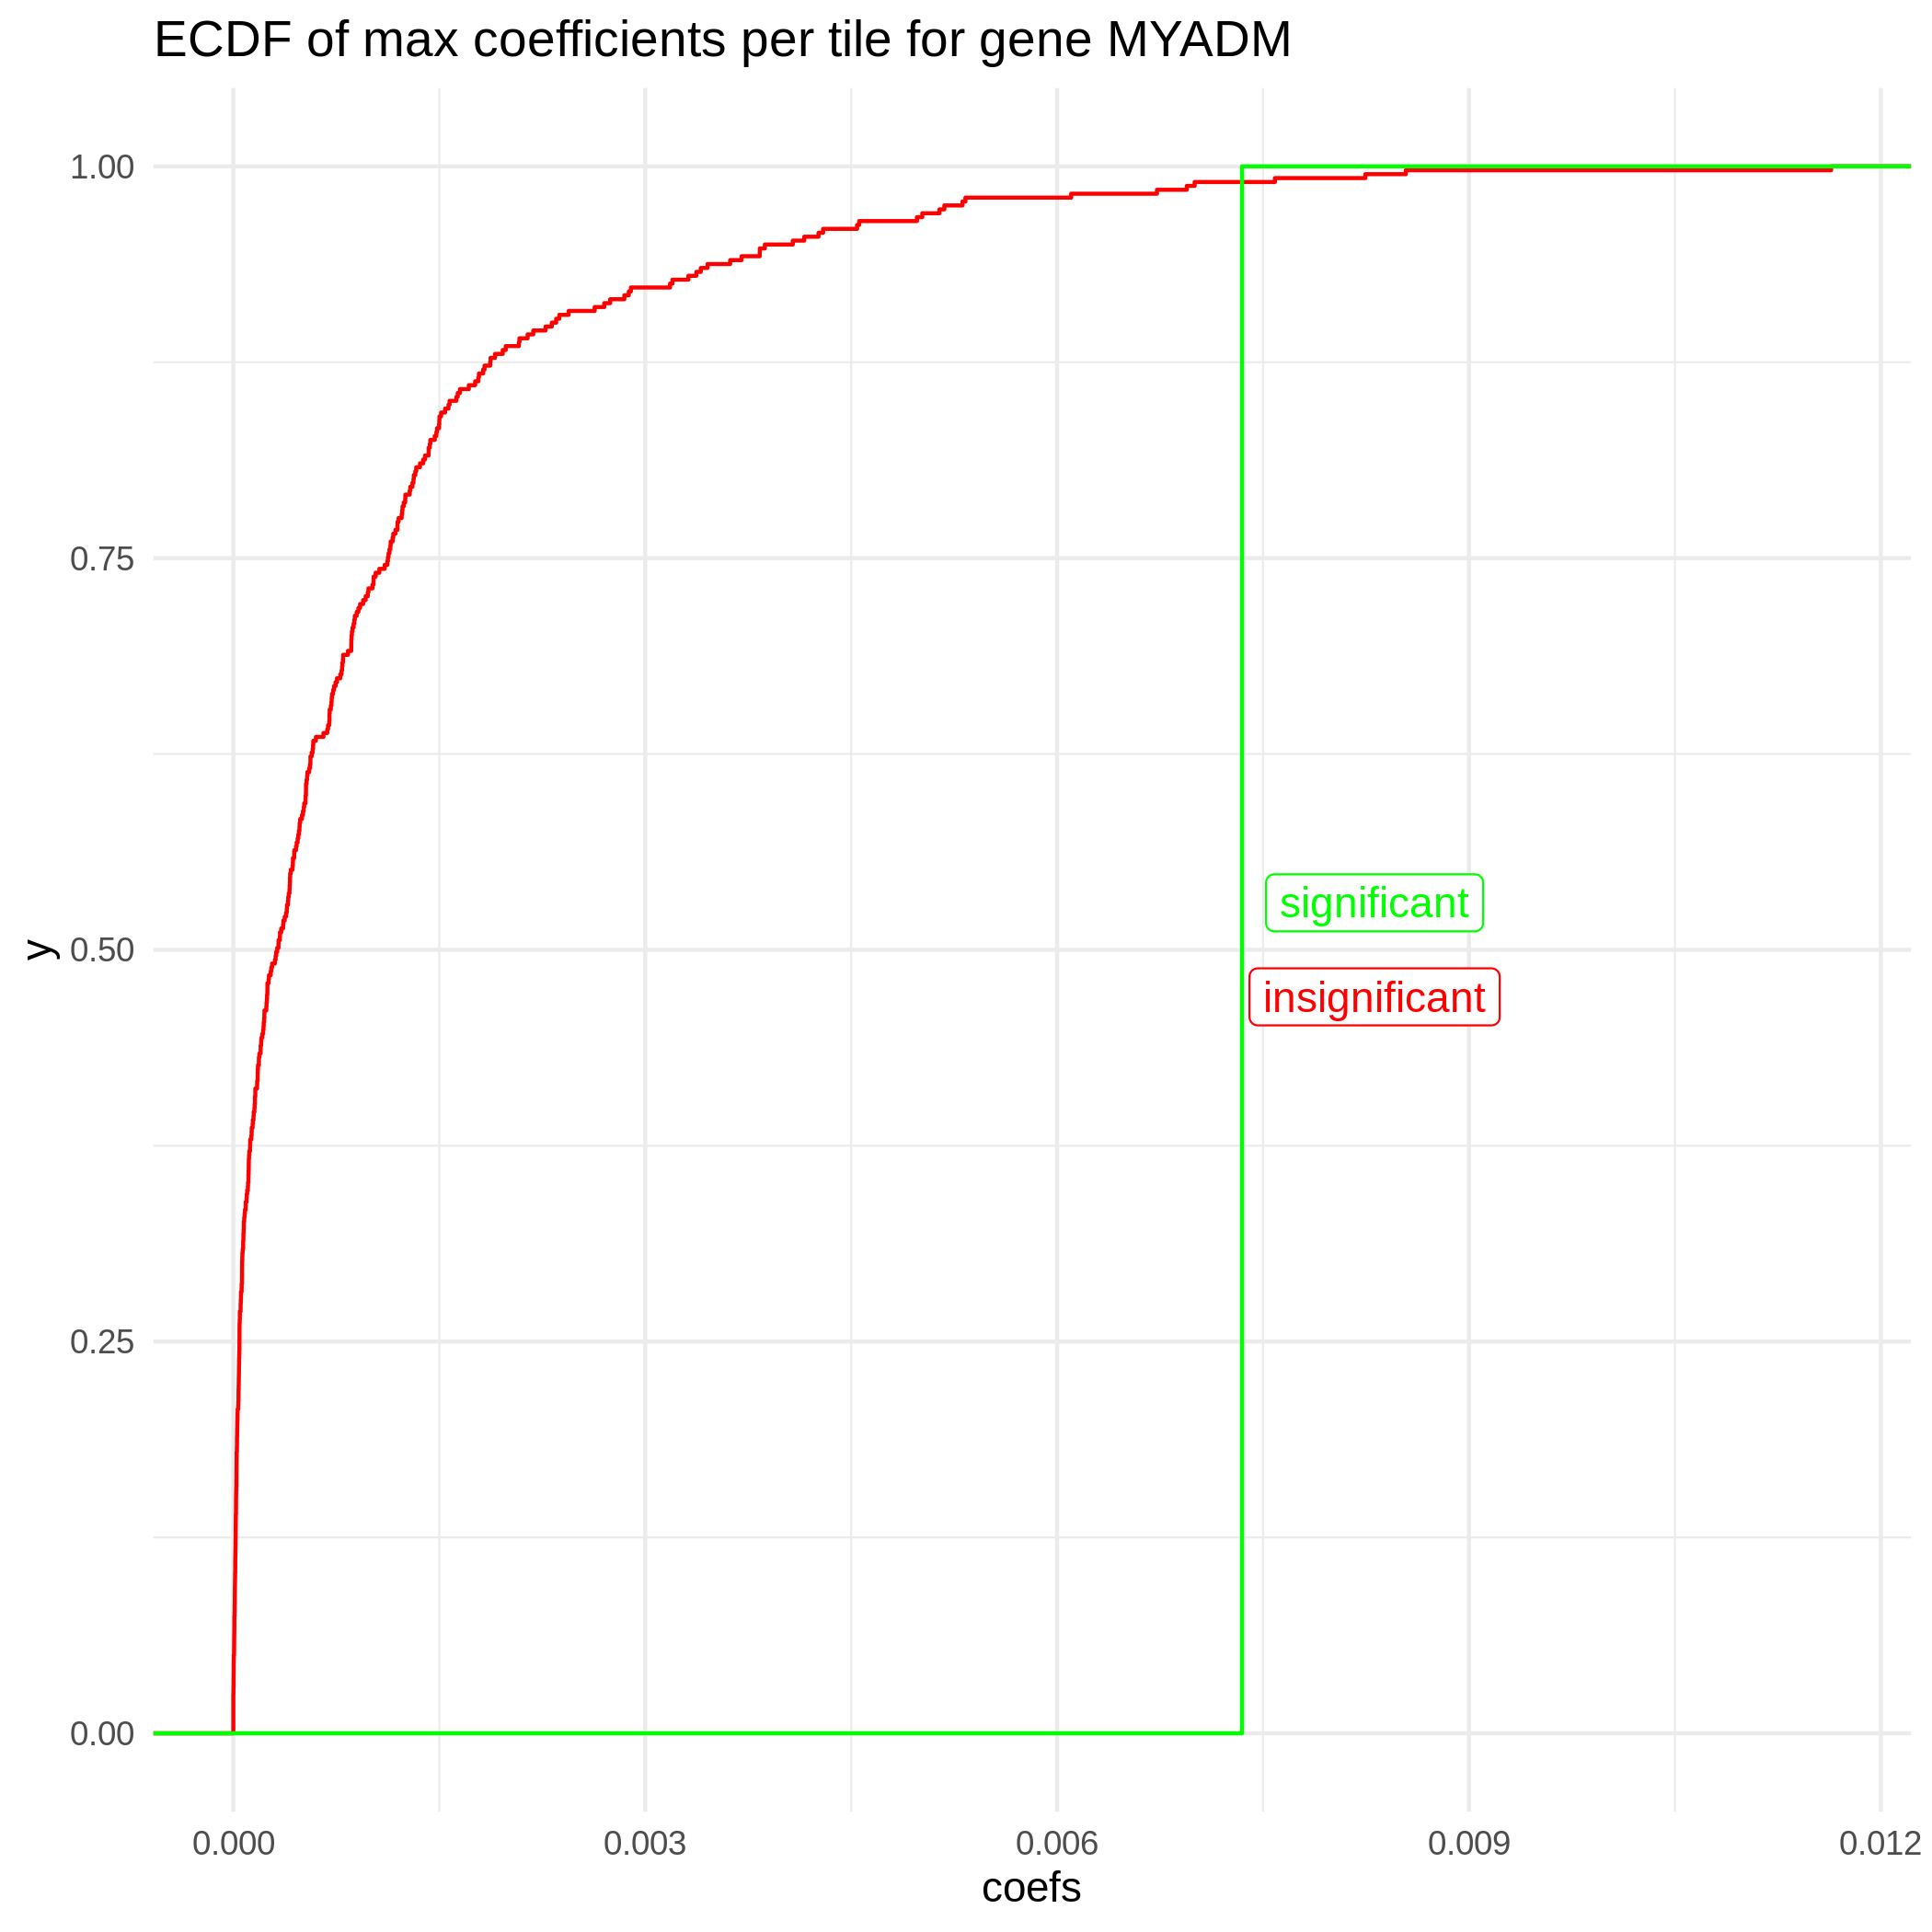 ECDF of max coefficients per tile for gene MYADM
1.00
0.75
0.50
0.25
0.00
y
significant
insignificant
0.000 0.003 0.006 0.009 0.012
coefs